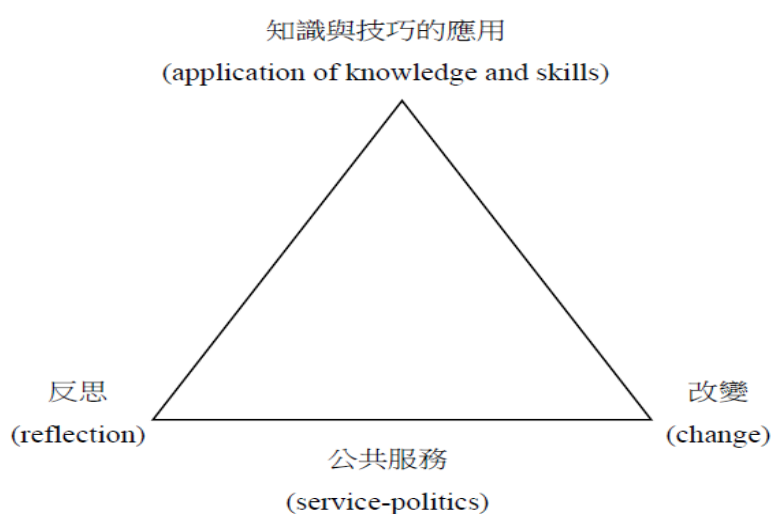 知識與技巧的應用
(application of knowledge and skills)
反思
(reflection)
改變
(change)
公共服務
(service-politics)